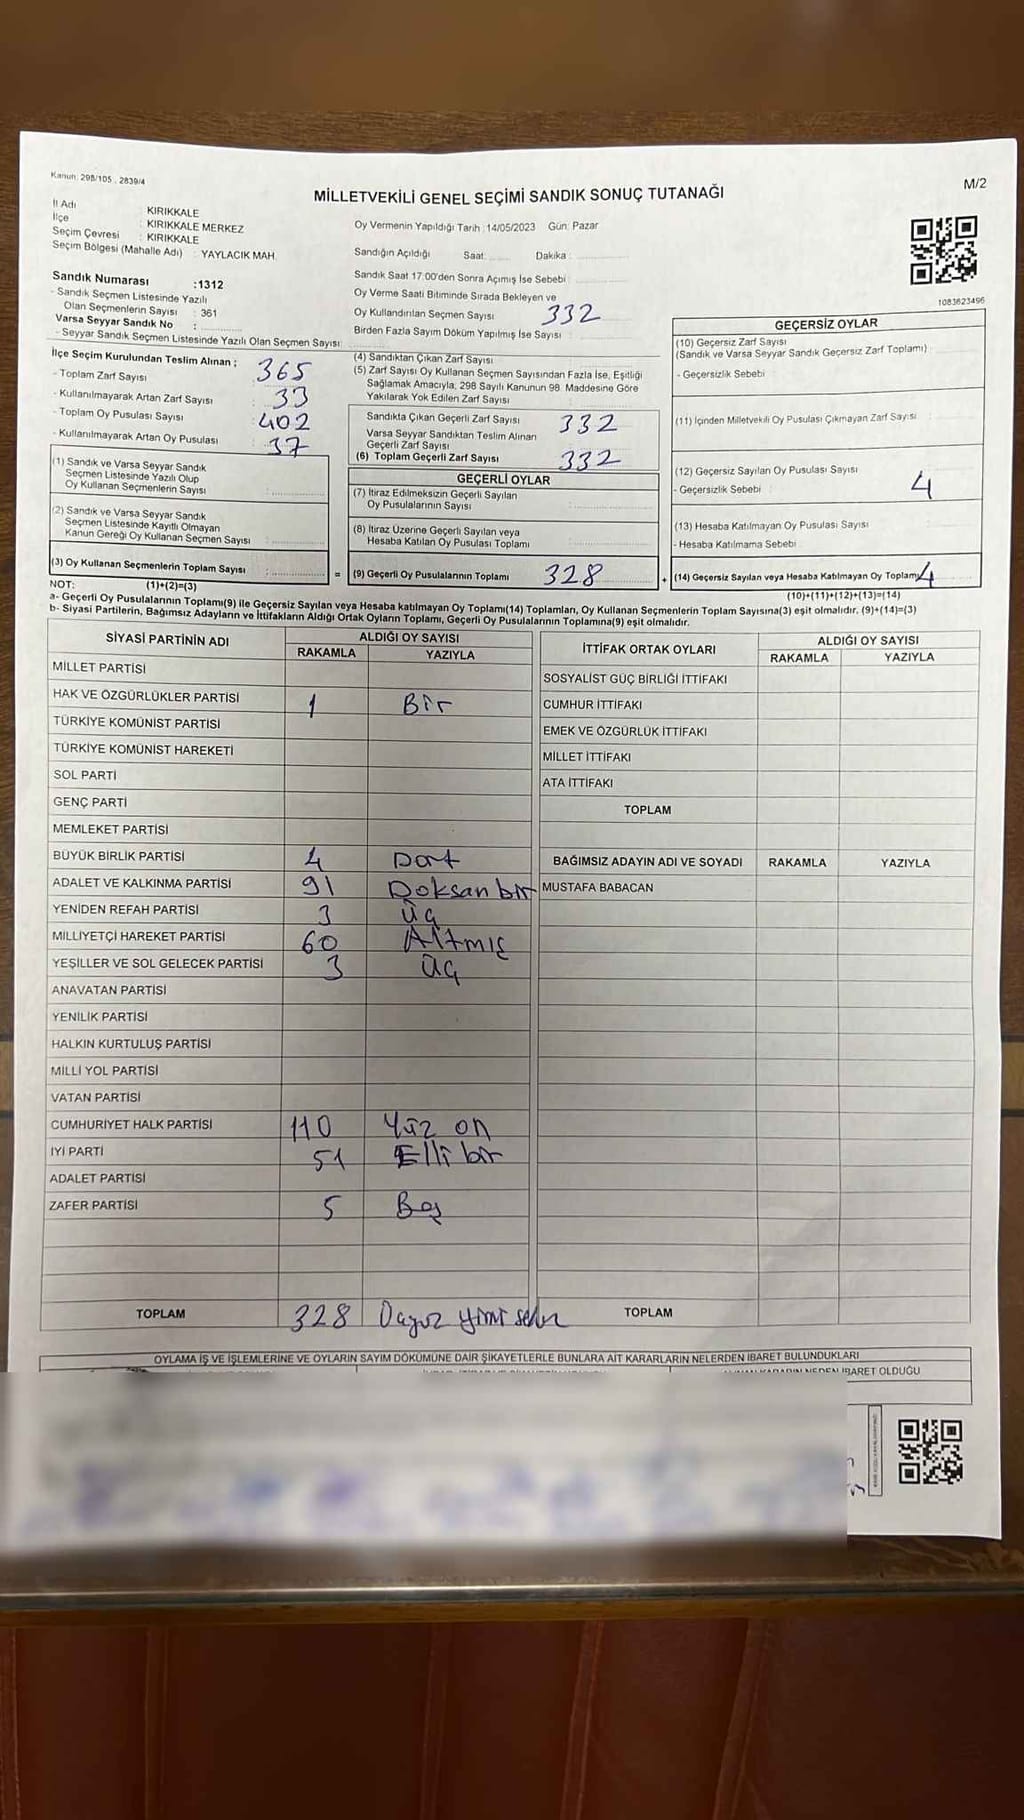 Kanun: 298/105 , 2839/4
M/2
MİLLETVEKİLİ GENEL SEÇİMİ SANDIK SONUÇ TUTANAĞI
İl Adı : KIRIKKALE
İlçe : KIRIKKALE MERKEZ
Seçim Çevresi : KIRIKKALE
Seçim Bölgesi (Mahalle Adı) : YAYLACIK MAH.
Sandık Numarası :1312
- Sandık Seçmen Listesinde Yazılı
Olan Seçmenlerin Sayısı : 361
Varsa Seyyar Sandık No :
- Seyyar Sandık Seçmen Listesinde Yazılı Olan Seçmen Sayısı:
Oy Vermenin Yapıldığı Tarih : 14/05/2023 Gün: Pazar
Sandığın Açıldığı Saat: Dakika :
Sandık Saat 17:00'den Sonra Açımış İse Sebebi :
Oy Verme Saati Bitiminde Sırada Bekleyen ve
Oy Kullandırılan Seçmen Sayısı : 332
Birden Fazla Sayım Döküm Yapılmış İse Sayısı :
1083623496
İlçe Seçim Kurulundan Teslim Alınan ;
- Toplam Zarf Sayısı : 365
- Kullanılmayarak Artan Zarf Sayısı : 33
- Toplam Oy Pusulası Sayısı : 402
- Kullanılmayarak Artan Oy Pusulası : 37
(1) Sandık ve Varsa Seyyar Sandık
Seçmen Listesinde Yazılı Olup
Oy Kullanan Seçmenlerin Sayısı :
(2) Sandık ve Varsa Seyyar Sandık
Seçmen Listesinde Kayıtlı Olmayan
Kanun Gereği Oy Kullanan Seçmen Sayısı :
(3) Oy Kullanan Seçmenlerin Toplam Sayısı :
(1)+(2)=(3)
(4) Sandıktan Çıkan Zarf Sayısı :
(5) Zarf Sayısı Oy Kullanan Seçmen Sayısından Fazla İse, Eşitliği
Sağlamak Amacıyla, 298 Sayılı Kanunun 98. Maddesine Göre
Yakılarak Yok Edilen Zarf Sayısı :
Sandıkta Çıkan Geçerli Zarf Sayısı : 332
Varsa Seyyar Sandıktan Teslim Alınan
Geçerli Zarf Sayısı :
(6) Toplam Geçerli Zarf Sayısı : 332
GEÇERLİ OYLAR
(7) İtiraz Edilmeksizin Geçerli Sayılan
Oy Pusulalarının Sayısı :
(8) İtiraz Üzerine Geçerli Sayılan veya
Hesaba Katılan Oy Pusulası Toplamı :
= (9) Geçerli Oy Pusulalarının Toplamı : 328
GEÇERSİZ OYLAR
(10) Geçersiz Zarf Sayısı
(Sandık ve Varsa Seyyar Sandık Geçersiz Zarf Toplamı) :
- Geçersizlik Sebebi :
(11) İçinden Milletvekili Oy Pusulası Çıkmayan Zarf Sayısı :
(12) Geçersiz Sayılan Oy Pusulası Sayısı : 4
- Geçersizlik Sebebi :
(13) Hesaba Katılmayan Oy Pusulası Sayısı :
- Hesaba Katılmama Sebebi :
+ (14) Geçersiz Sayılan veya Hesaba Katılmayan Oy Toplamı: 4
(10)+(11)+(12)+(13)=(14)
NOT:
a- Geçerli Oy Pusulalarının Toplamı(9) ile Geçersiz Sayılan veya Hesaba katılmayan Oy Toplamı(14) Toplamları, Oy Kullanan Seçmenlerin Toplam Sayısına(3) eşit olmalıdır. (9)+(14)=(3)
b- Siyasi Partilerin, Bağımsız Adayların ve İttifakların Aldığı Ortak Oyların Toplamı, Geçerli Oy Pusulalarının Toplamına(9) eşit olmalıdır.
SİYASİ PARTİNİN ADI ALDIĞI OY SAYISI
RAKAMLA YAZIYLA
MİLLET PARTİSİ
HAK VE ÖZGÜRLÜKLER PARTİSİ 1 Bir
TÜRKİYE KOMÜNİST PARTİSİ
TÜRKİYE KOMÜNİST HAREKETİ
SOL PARTİ
GENÇ PARTİ
MEMLEKET PARTİSİ
BÜYÜK BİRLİK PARTİSİ 4 Dört
ADALET VE KALKINMA PARTİSİ 91 Doksan bir
YENİDEN REFAH PARTİSİ 3 üç
MİLLİYETÇİ HAREKET PARTİSİ 60 Altmış
YEŞİLLER VE SOL GELECEK PARTİSİ 3 üç
ANAVATAN PARTİSİ
YENİLİK PARTİSİ
HALKIN KURTULUŞ PARTİSİ
MİLLİ YOL PARTİSİ
VATAN PARTİSİ
CUMHURİYET HALK PARTİSİ 110 Yüz on
İYİ PARTİ 51 Elli bir
ADALET PARTİSİ
ZAFER PARTİSİ 5 Beş
TOPLAM 328
İTTİFAK ORTAK OYLARI ALDIĞI OY SAYISI
RAKAMLA YAZIYLA
SOSYALİST GÜÇ BİRLİĞİ İTTİFAKI
CUMHUR İTTİFAKI
EMEK VE ÖZGÜRLÜK İTTİFAKI
MİLLET İTTİFAKI
ATA İTTİFAKI
TOPLAM
BAĞIMSIZ ADAYIN ADI VE SOYADI RAKAMLA YAZIYLA
MUSTAFA BABACAN
TOPLAM
OYLAMA İŞ VE İŞLEMLERİNE VE OYLARIN SAYIM DÖKÜMÜNE DAİR ŞİKAYETLERLE BUNLARA AİT KARARLARIN NELERDEN İBARET BULUNDUKLARI
NEDEN İBARET OLDUĞU